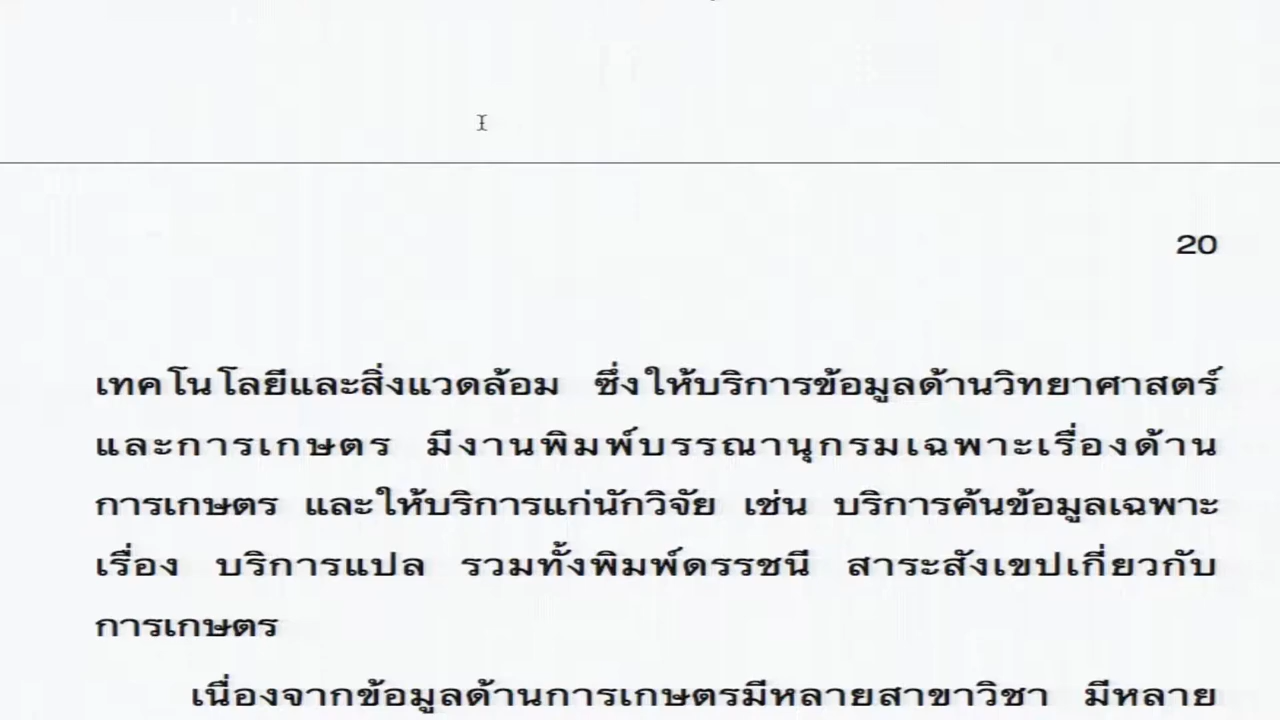 20
เทคโนโลยีและสิ่งแวดล้อม ซึ่งให้บริการข้อมูลด้านวิทยาศาสตร์
และการเกษตร มีงานพิมพ์บรรณานุกรมเฉพาะเรื่องด้าน
การเกษตร และให้บริการแก่นักวิจัย เช่น บริการค้นข้อมูลเฉพาะ
เรื่อง บริการแปล รวมทั้งพิมพ์ดรรชนี สาระสังเขปเกี่ยวกับ
การเกษตร
เนื่องจากข้อมูลด้านการเกษตรมีหลายสาขาวิชา มีหลาย